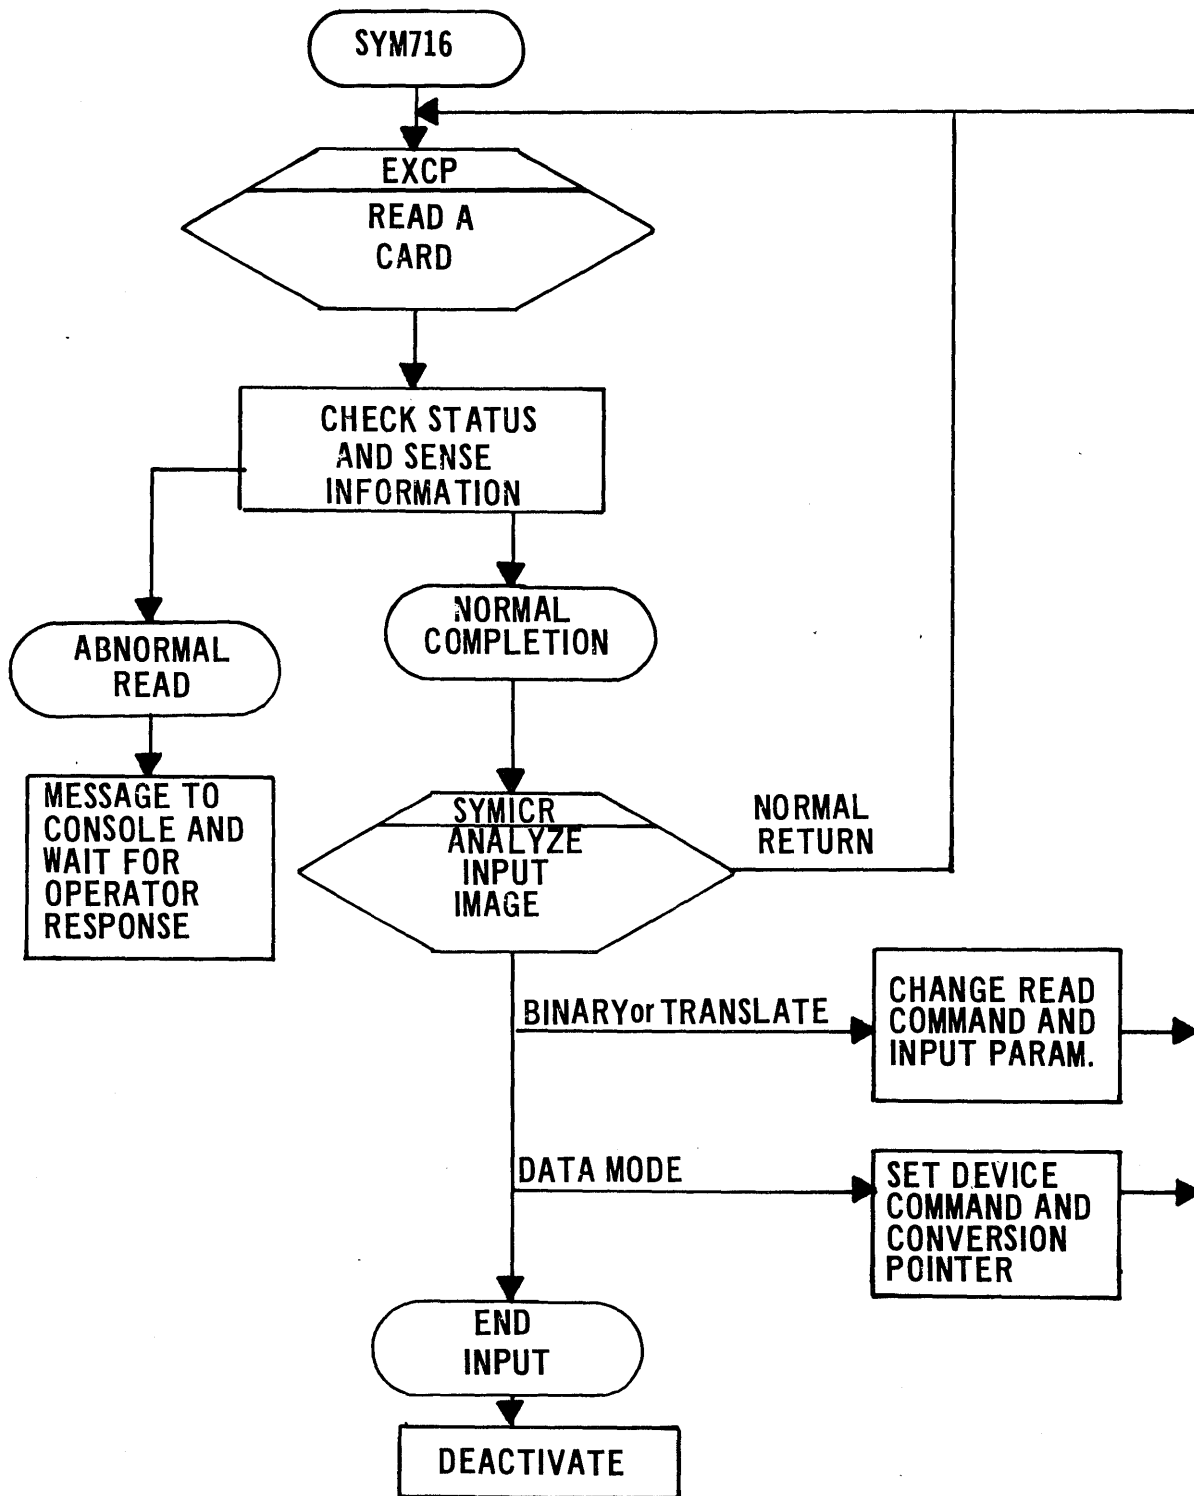 SYM716
EXCP
READ A
CARD
CHECK STATUS
AND SENSE
INFORMATION
NORMAL
COMPLETION
ABNORMAL
READ
MESSAGE TO
CONSOLE AND
WAIT FOR
OPERATOR
RESPONSE
SYMICR
ANALYZE
INPUT
IMAGE
NORMAL
RETURN
BINARY or TRANSLATE
CHANGE READ
COMMAND AND
INPUT PARAM.
DATA MODE
SET DEVICE
COMMAND AND
CONVERSION
POINTER
END
INPUT
DEACTIVATE